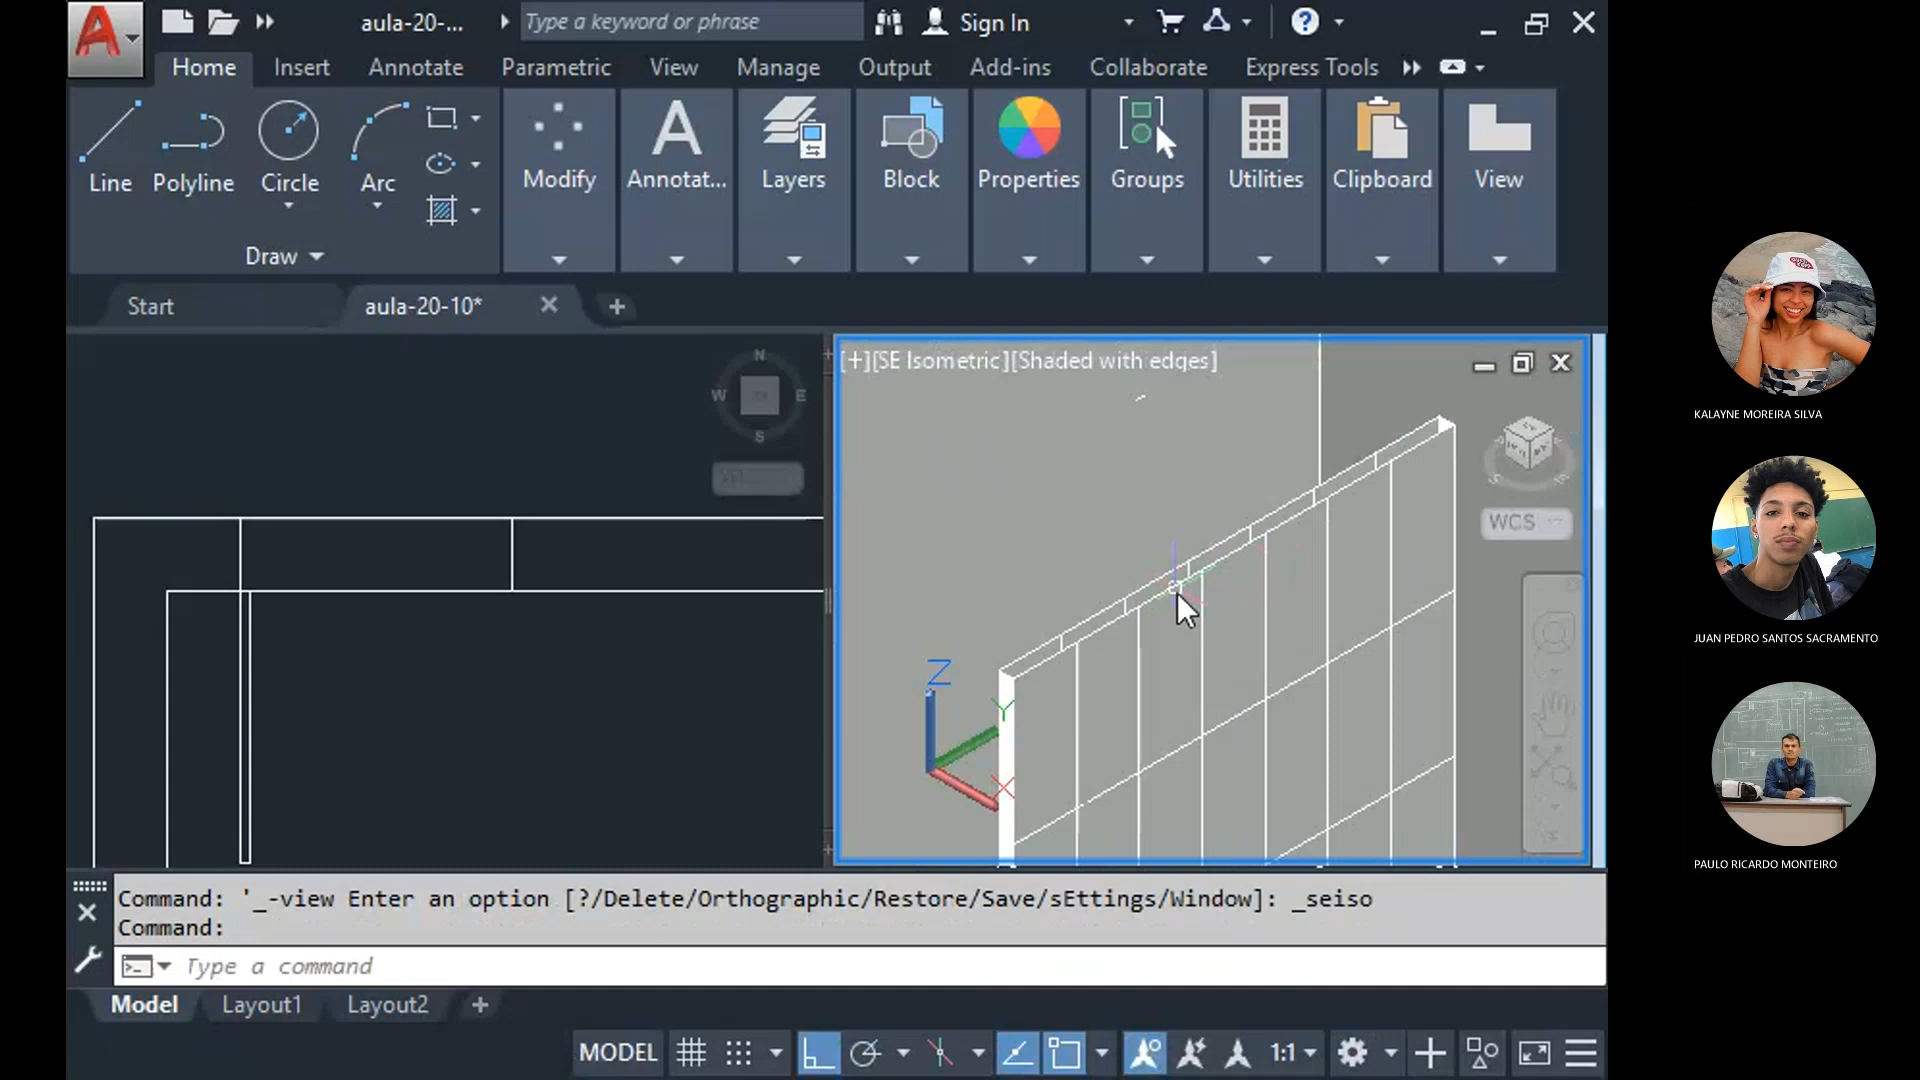 aula-20-...
Type a keyword or phrase
Sign In
Home
Insert
Annotate
Parametric
View
Manage
Output
Add-ins
Collaborate
Express Tools
Line
Polyline
Circle
Arc
Draw
Modify
Annotat...
Layers
Block
Properties
Groups
Utilities
Clipboard
View
Start
aula-20-10*
N
W
E
S
[+][SE Isometric][Shaded with edges]
WCS
Z
Y
X
KALAYNE MOREIRA SILVA
JUAN PEDRO SANTOS SACRAMENTO
PAULO RICARDO MONTEIRO
Command: '_-view Enter an option [?/Delete/Orthographic/Restore/Save/sEttings/Window]: _seiso
Command:
Type a command
Model
Layout1
Layout2
MODEL
1:1